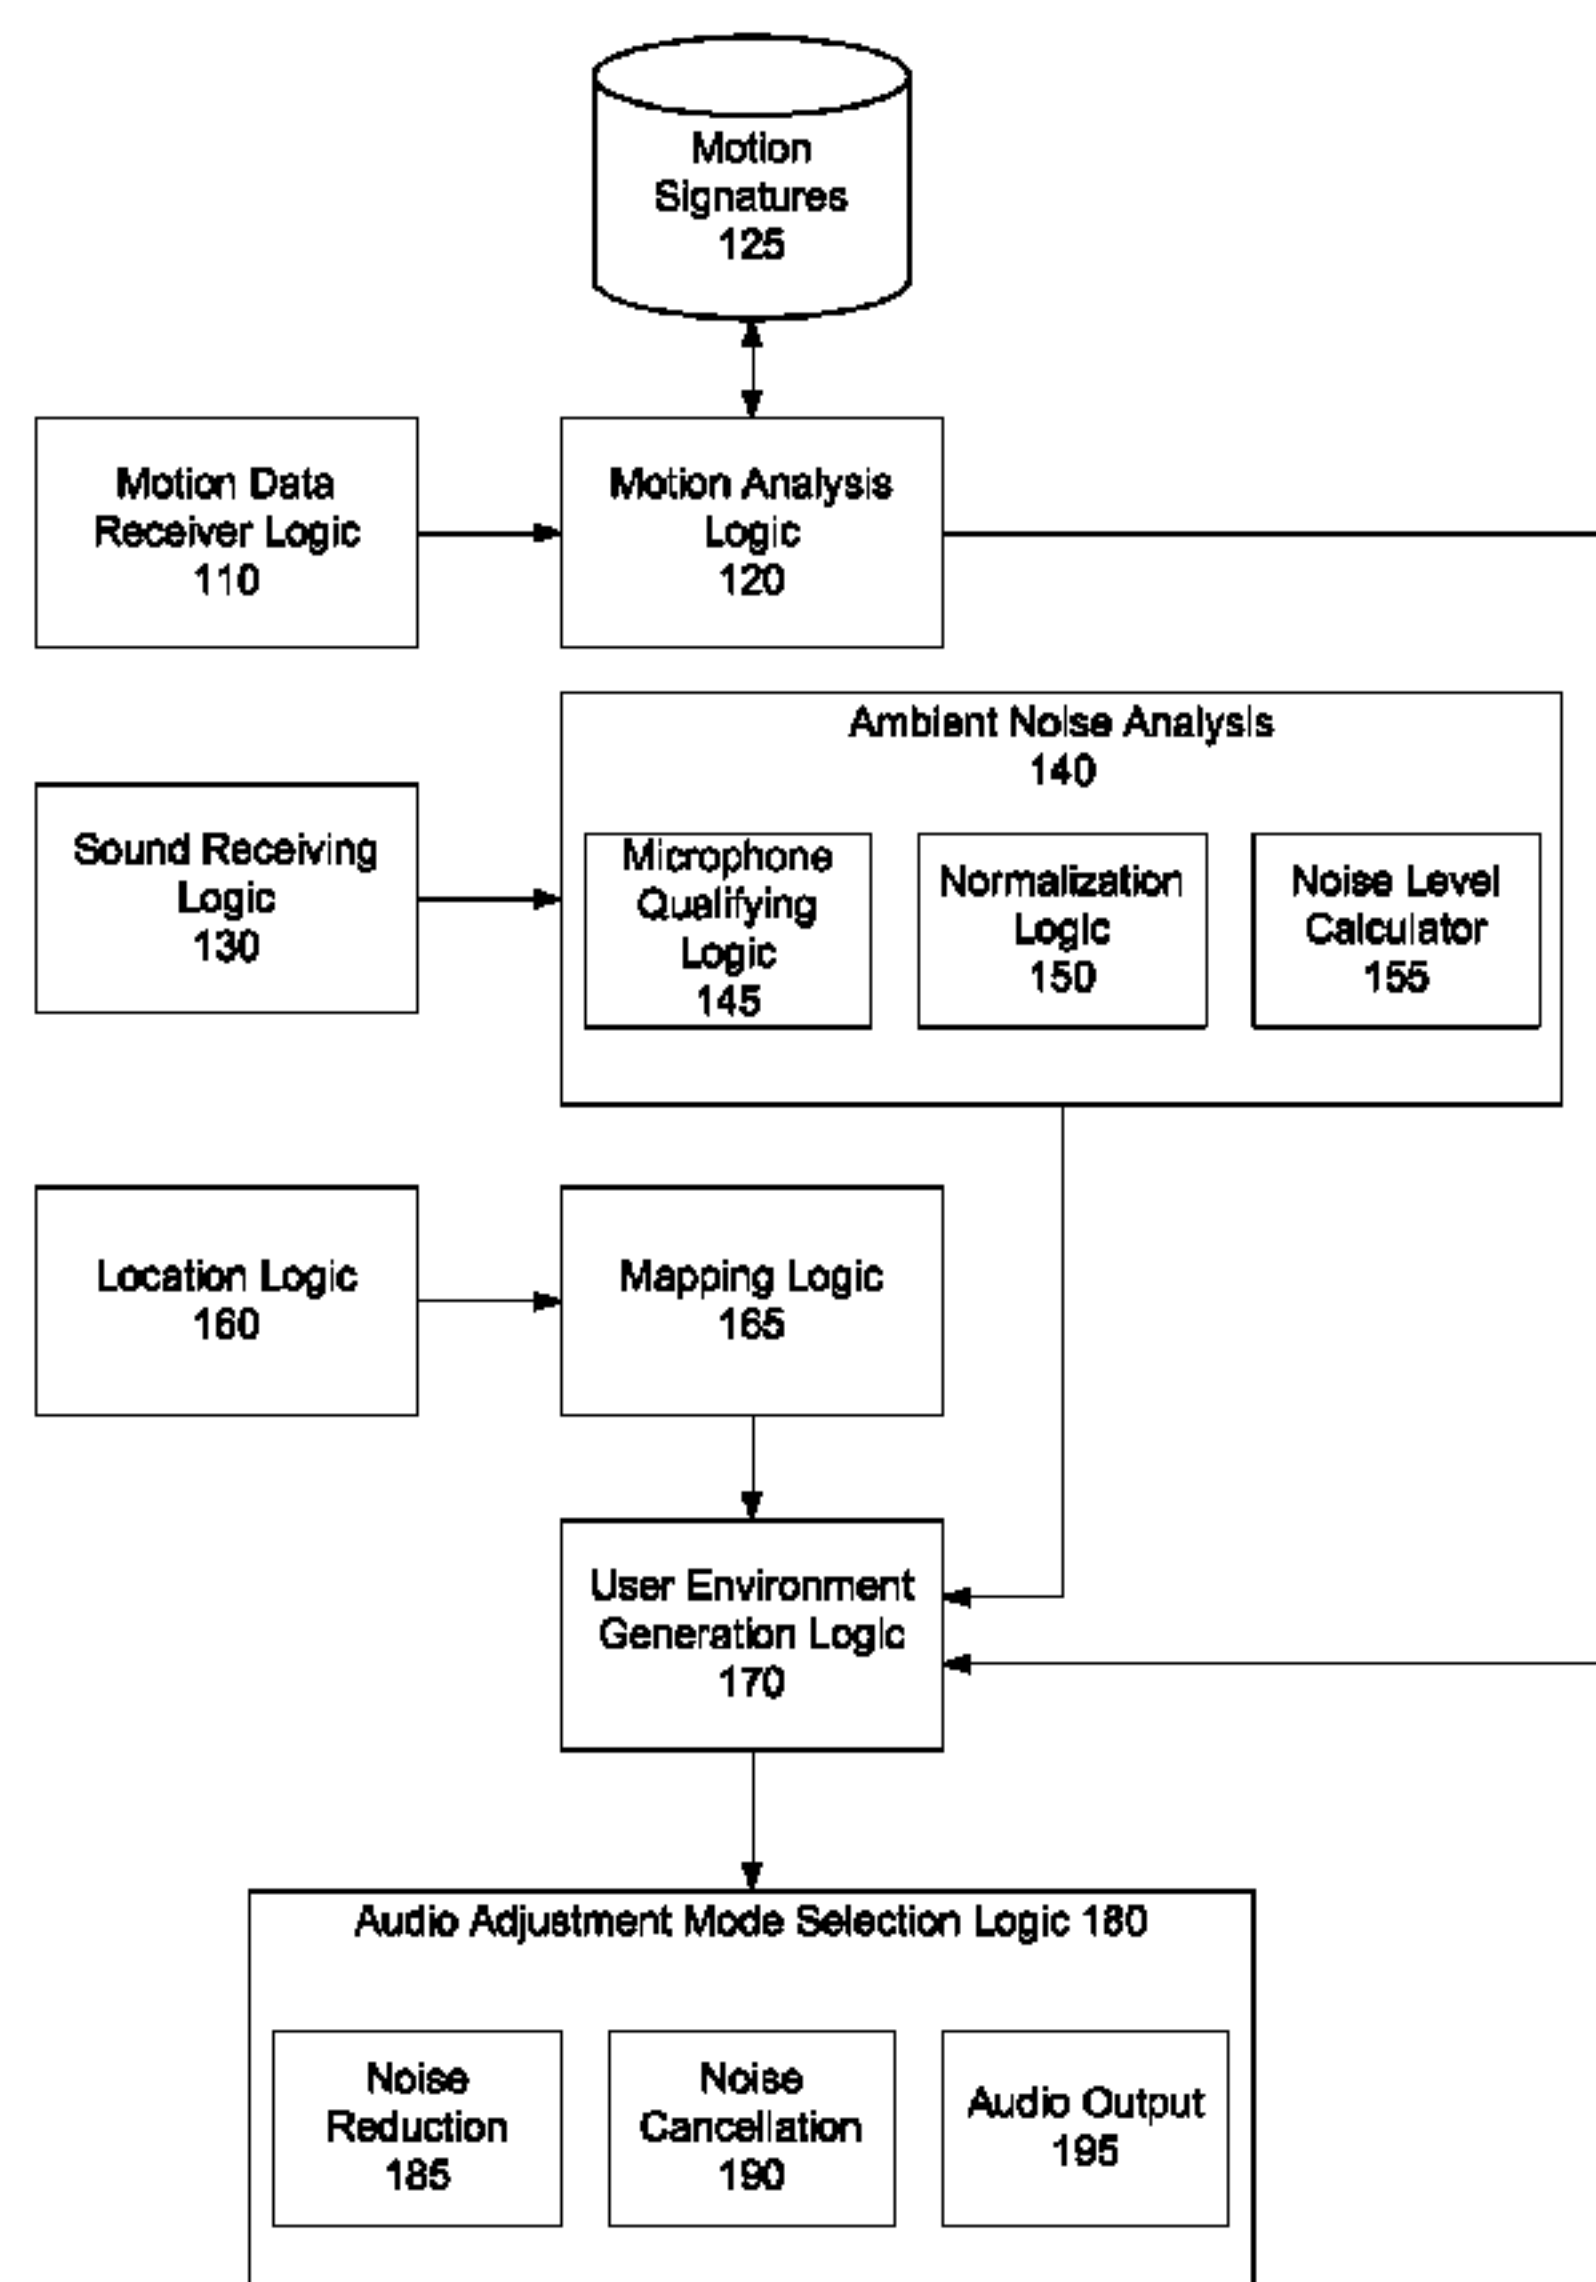 Motion
Signatures
125
Motion Data
Receiver Logic
110
Motion Analysis
Logic
120
Ambient Noise Analysis
140
Sound Receiving
Logic
130
Microphone
Qualifying
Logic
145
Normalization
Logic
150
Noise Level
Calculator
155
Location Logic
160
Mapping Logic
165
User Environment
Generation Logic
170
Audio Adjustment Mode Selection Logic 180
Noise
Reduction
185
Noise
Cancellation
190
Audio Output
195